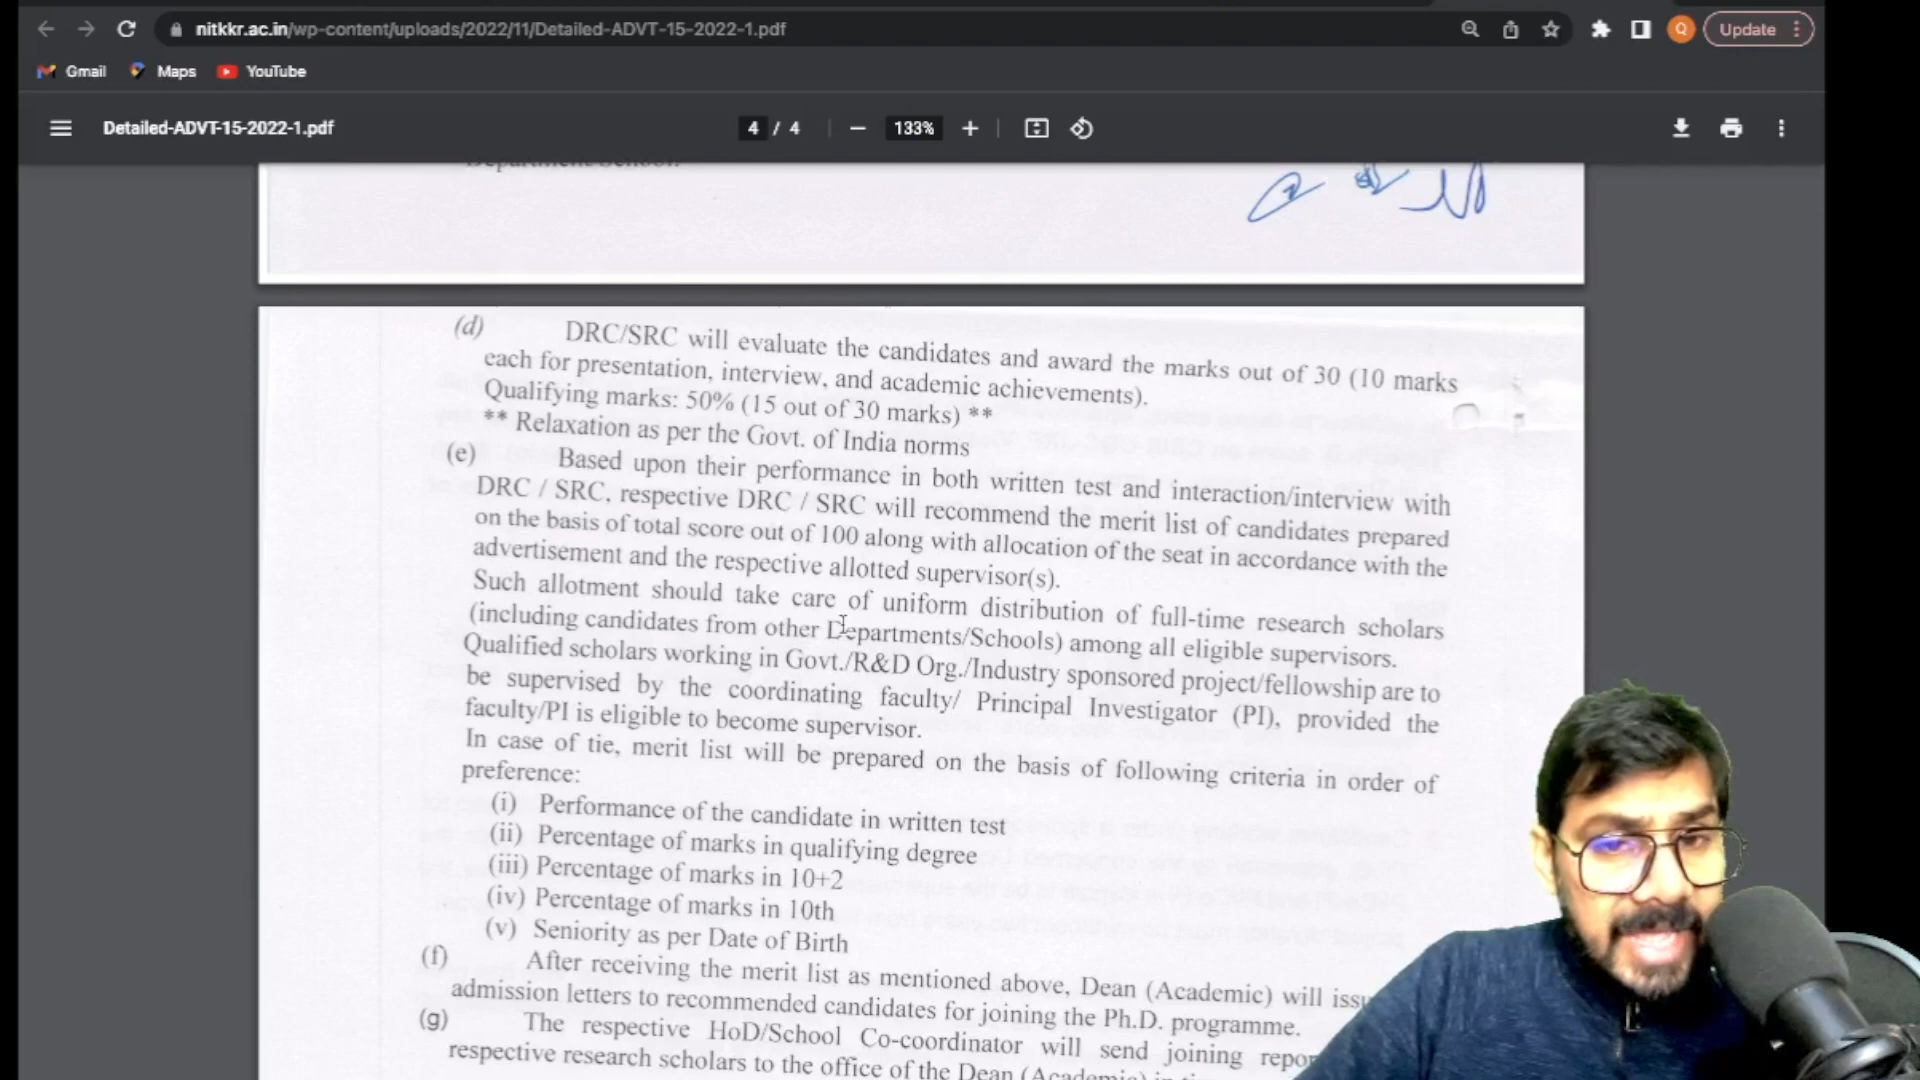 nitkkr.ac.in/wp-content/uploads/2022/11/Detailed-ADVT-15-2022-1.pdf
Q
Update
Gmail
Maps
YouTube
Detailed-ADVT-15-2022-1.pdf
4 / 4
133%
Department School.
(d) DRC/SRC will evaluate the candidates and award the marks out of 30 (10 marks
each for presentation, interview, and academic achievements).
Qualifying marks: 50% (15 out of 30 marks) **
** Relaxation as per the Govt. of India norms
(e) Based upon their performance in both written test and interaction/interview with
DRC / SRC, respective DRC / SRC will recommend the merit list of candidates prepared
on the basis of total score out of 100 along with allocation of the seat in accordance with the
advertisement and the respective allotted supervisor(s).
Such allotment should take care of uniform distribution of full-time research scholars
(including candidates from other Departments/Schools) among all eligible supervisors.
Qualified scholars working in Govt./R&D Org./Industry sponsored project/fellowship are to
be supervised by the coordinating faculty/ Principal Investigator (PI), provided the
faculty/PI is eligible to become supervisor.
In case of tie, merit list will be prepared on the basis of following criteria in order of
preference:
(i) Performance of the candidate in written test
(ii) Percentage of marks in qualifying degree
(iii) Percentage of marks in 10+2
(iv) Percentage of marks in 10th
(v) Seniority as per Date of Birth
(f) After receiving the merit list as mentioned above, Dean (Academic) will issu
admission letters to recommended candidates for joining the Ph.D. programme.
(g) The respective HoD/School Co-coordinator will send joining repor
respective research scholars to the office of the Dean (Academic) in